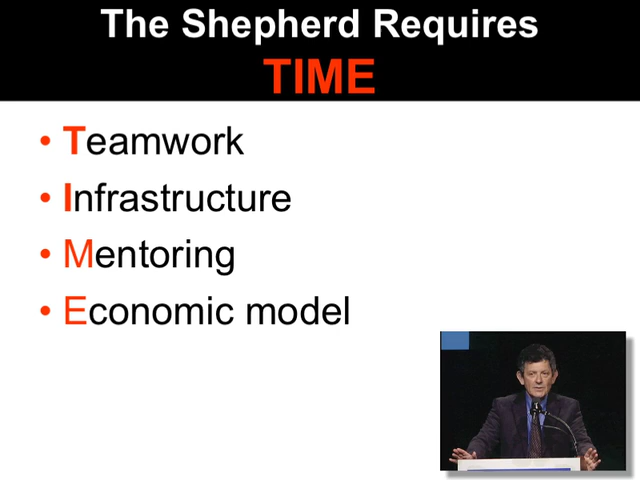 The Shepherd Requires
TIME
• Teamwork
• Infrastructure
• Mentoring
• Economic model